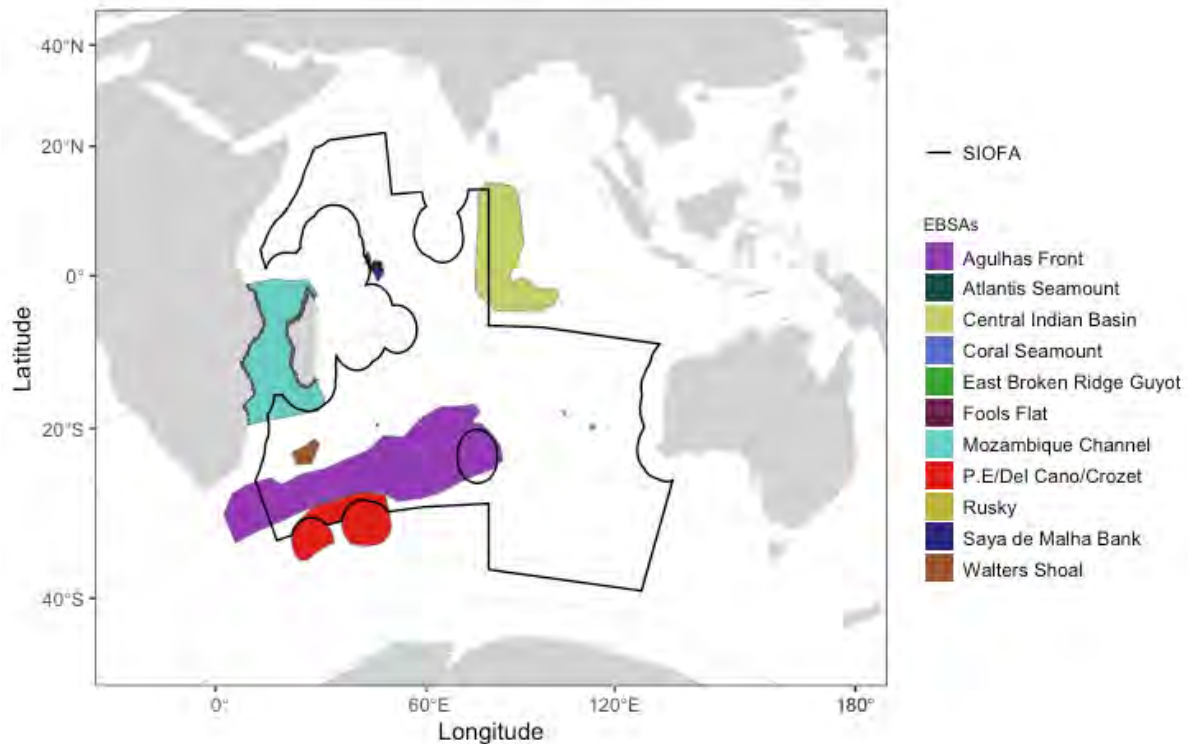 40°N
20°N
0°
20°S
40°S
Latitude
0°
60°E
120°E
180°
Longitude
SIOFA
EBSAs
Agulhas Front
Atlantis Seamount
Central Indian Basin
Coral Seamount
East Broken Ridge Guyot
Fools Flat
Mozambique Channel
P.E/Del Cano/Crozet
Rusky
Saya de Malha Bank
Walters Shoal